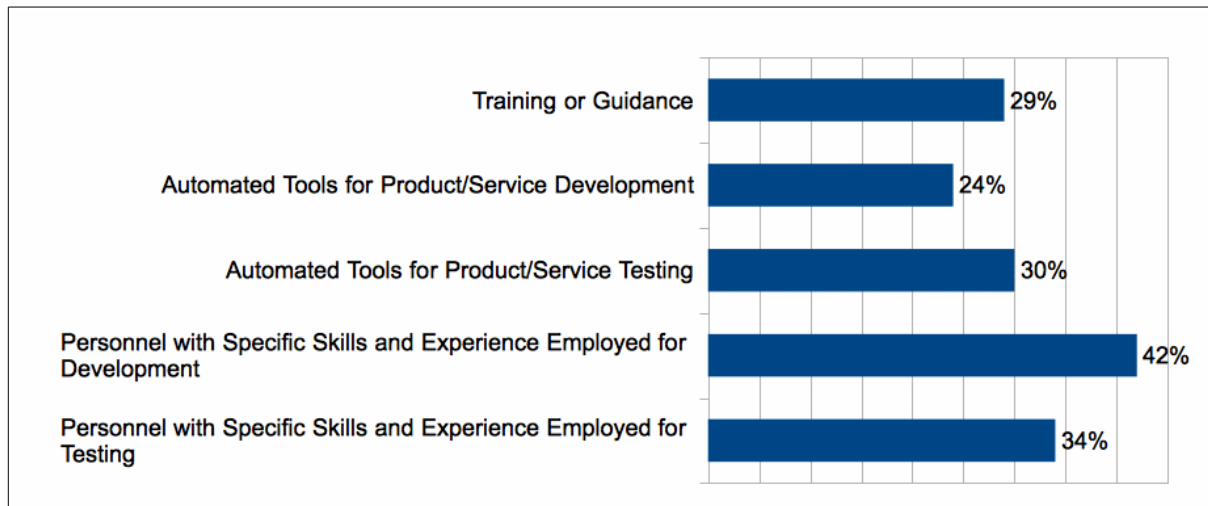 Training or Guidance
29%
Automated Tools for Product/Service Development
24%
Automated Tools for Product/Service Testing
30%
Personnel with Specific Skills and Experience Employed for
Development
42%
Personnel with Specific Skills and Experience Employed for
Testing
34%